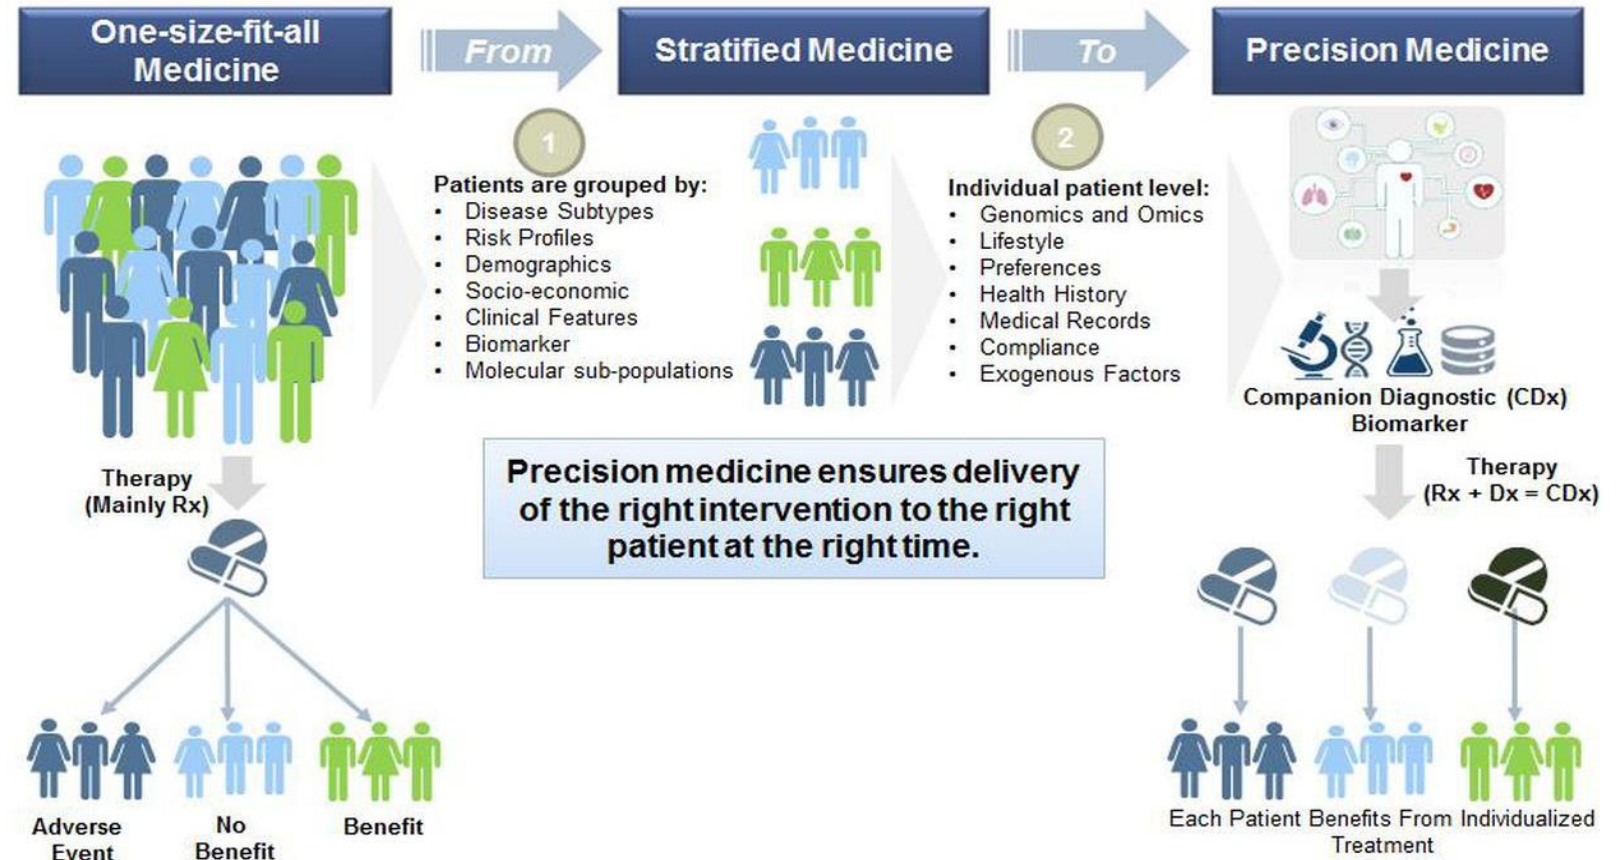 One-size-fit-all
Medicine
From
Stratified Medicine
To
Precision Medicine
1
Patients are grouped by:
• Disease Subtypes
• Risk Profiles
• Demographics
• Socio-economic
• Clinical Features
• Biomarker
• Molecular sub-populations
2
Individual patient level:
• Genomics and Omics
• Lifestyle
• Preferences
• Health History
• Medical Records
• Compliance
• Exogenous Factors
Companion Diagnostic (CDx)
Biomarker
Therapy
(Mainly Rx)
Precision medicine ensures delivery
of the right intervention to the right
patient at the right time.
Therapy
(Rx + Dx = CDx)
Adverse
Event
No
Benefit
Benefit
Each Patient Benefits From Individualized
Treatment